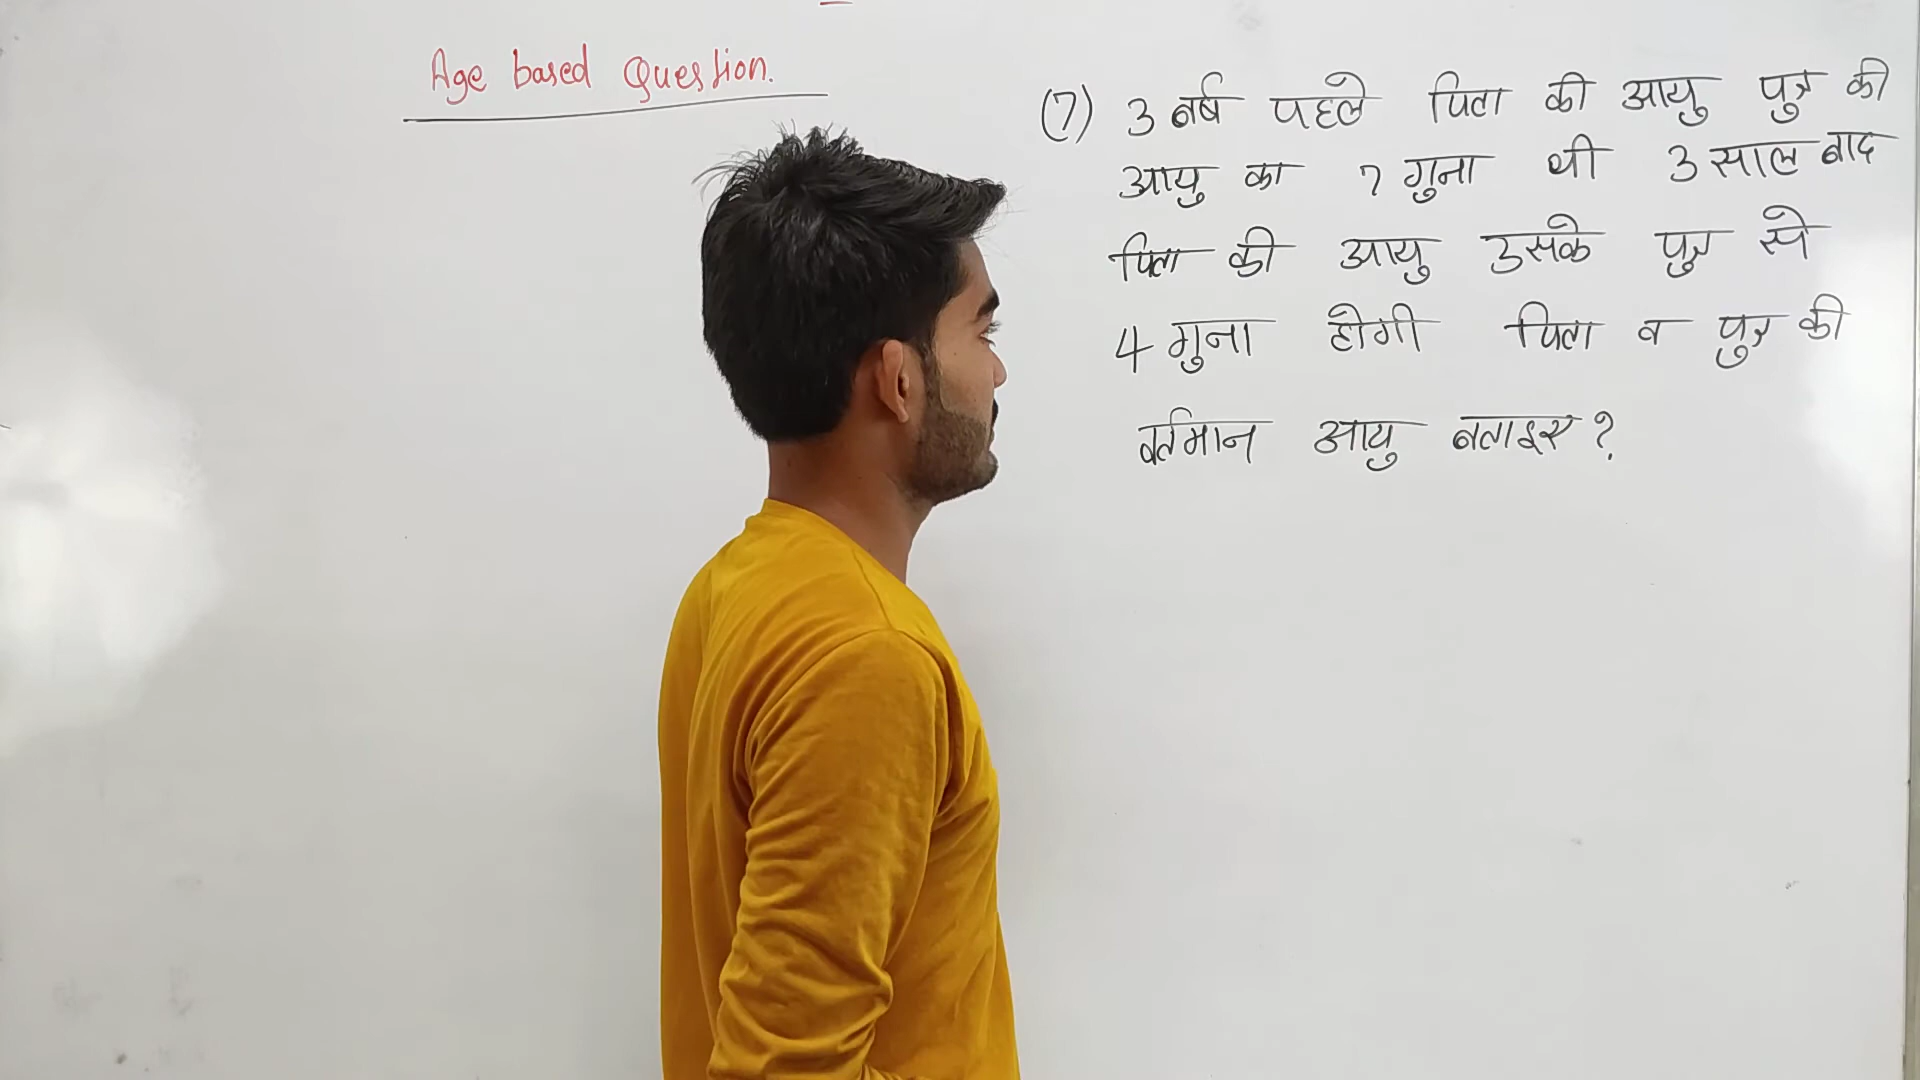 Age based Question.
(7) 3 वर्ष पहले पिता की आयु पुत्र की
आयु का 7 गुना थी 3 साल बाद
पिता की आयु उसके पुत्र से
4 गुना होगी पिता व पुत्र की
वर्तमान आयु बताइए ?